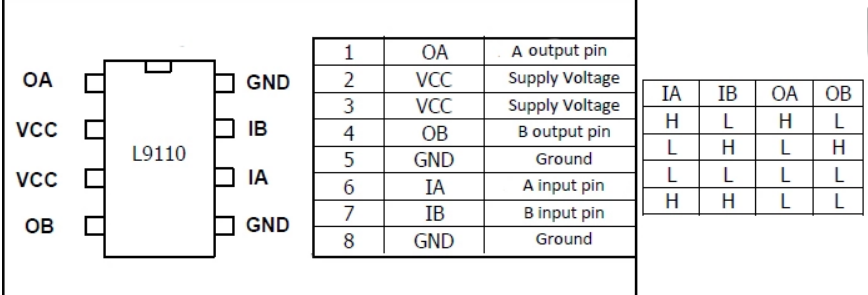 OA GND
VCC IB
L9110
VCC IA
OB GND
1 OA A output pin
2 VCC Supply Voltage
3 VCC Supply Voltage
4 OB B output pin
5 GND Ground
6 IA A input pin
7 IB B input pin
8 GND Ground
IA IB OA OB
H L H L
L H L H
L L L L
H H L L